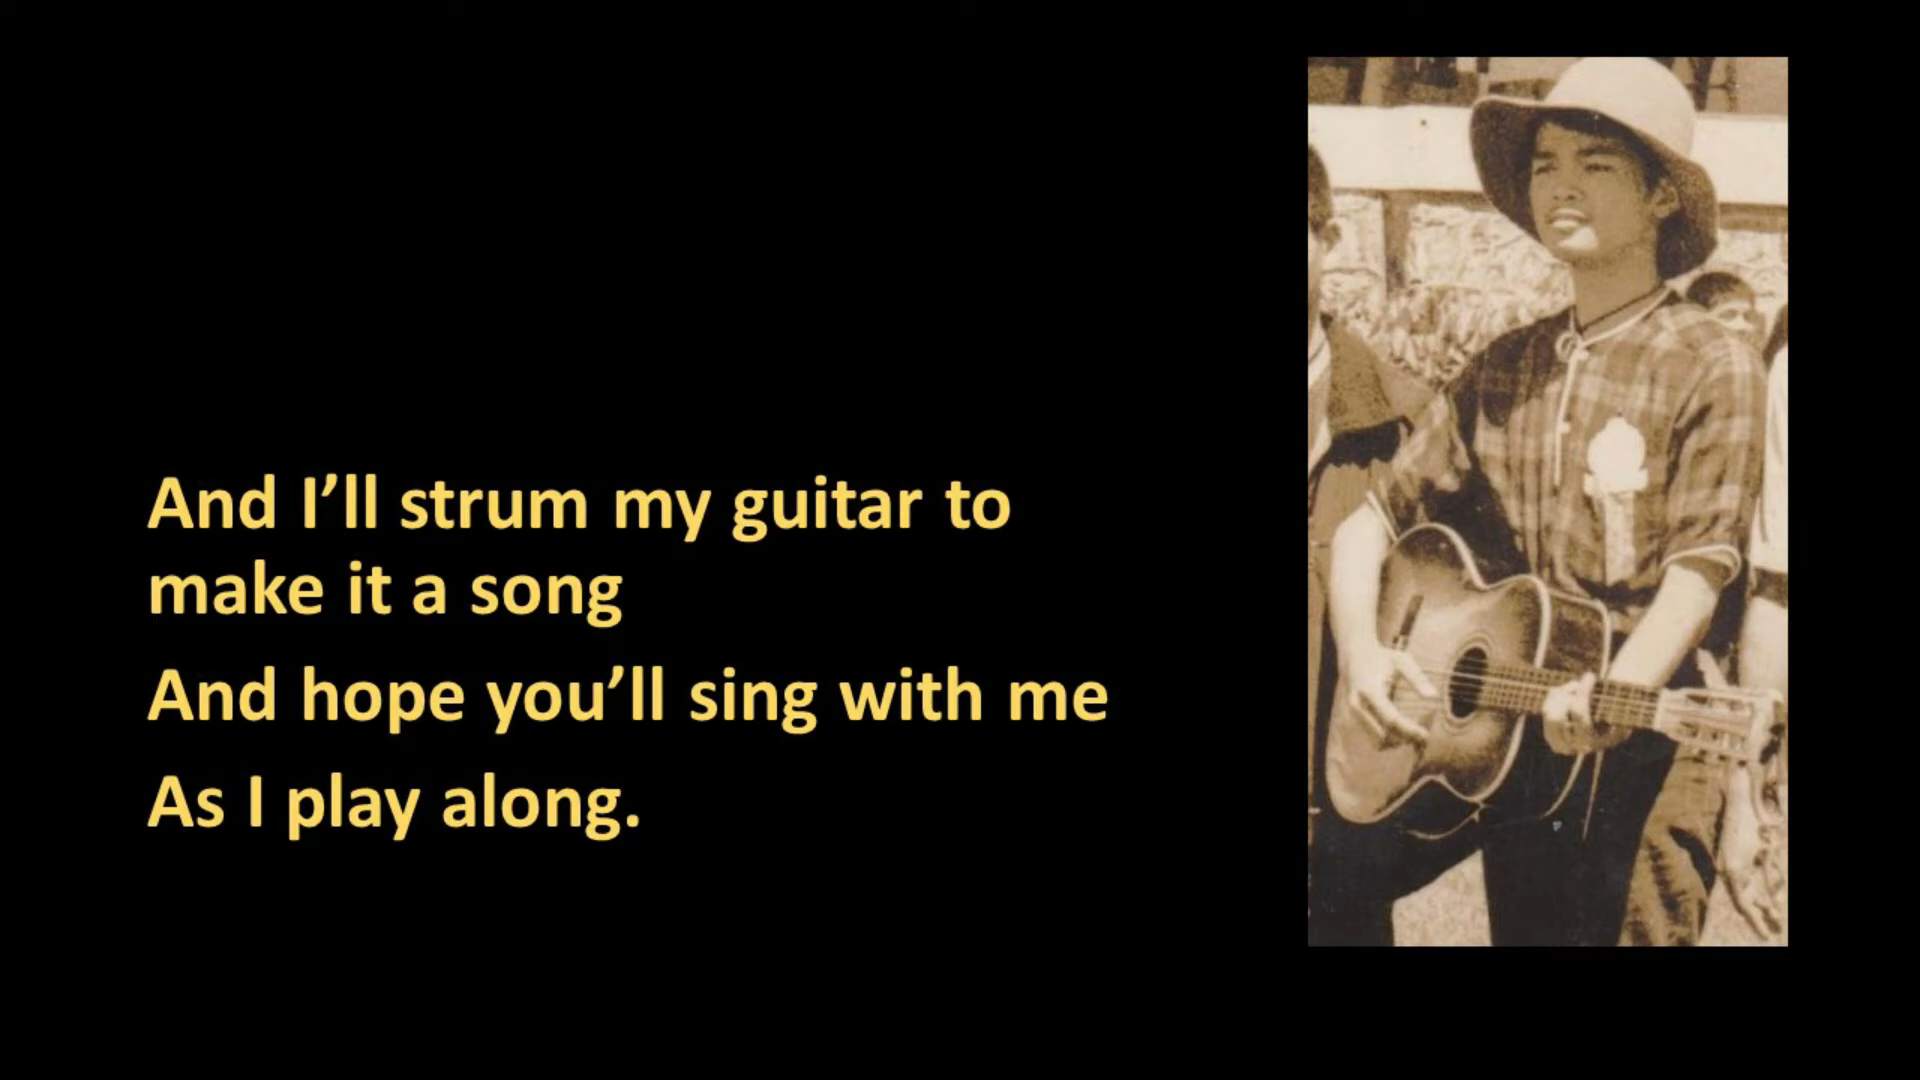 And I’ll strum my guitar to
make it a song
And hope you’ll sing with me
As I play along.